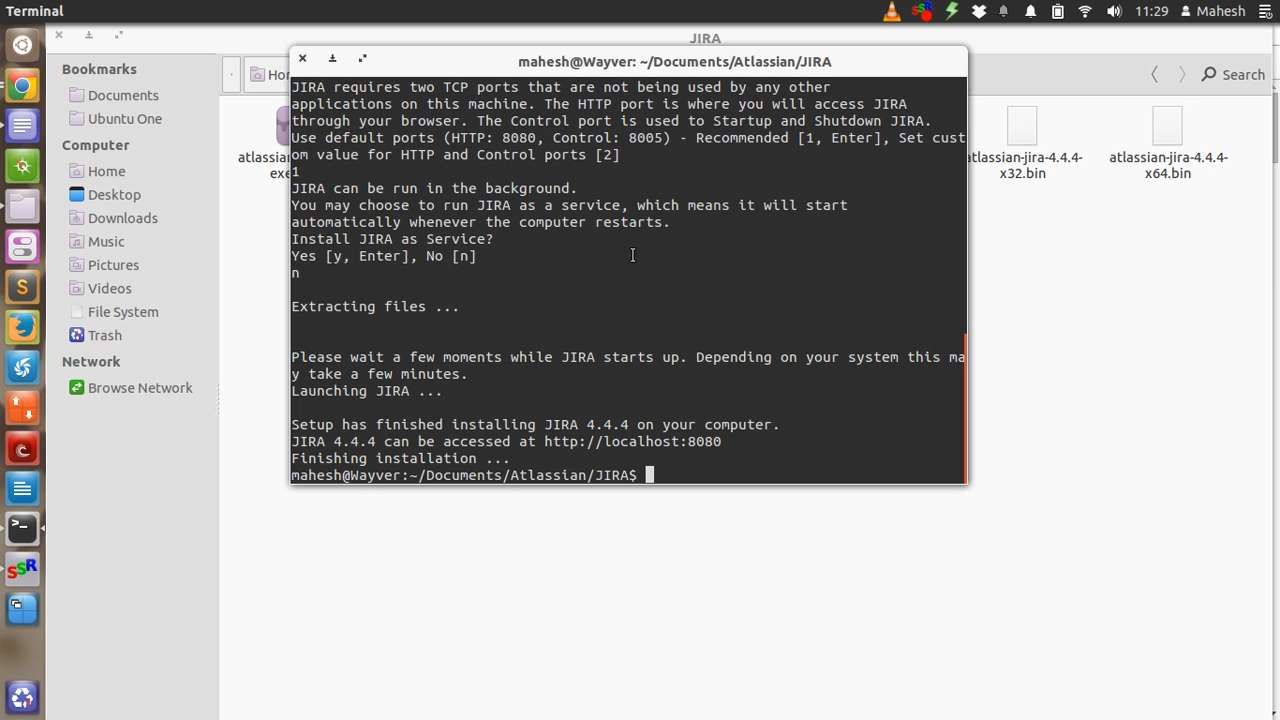 Terminal
11:29
Mahesh
JIRA
Bookmarks
Documents
Ubuntu One
Computer
Home
Desktop
Downloads
Music
Pictures
Videos
File System
Trash
Network
Browse Network
Search
atlassian-jira-4.4.4-
x32.bin
atlassian-jira-4.4.4-
x64.bin
mahesh@Wayver: ~/Documents/Atlassian/JIRA
JIRA requires two TCP ports that are not being used by any other
applications on this machine. The HTTP port is where you will access JIRA
through your browser. The Control port is used to Startup and Shutdown JIRA.
Use default ports (HTTP: 8080, Control: 8005) - Recommended [1, Enter], Set cust
om value for HTTP and Control ports [2]
1
JIRA can be run in the background.
You may choose to run JIRA as a service, which means it will start
automatically whenever the computer restarts.
Install JIRA as Service?
Yes [y, Enter], No [n]
n
Extracting files ...
Please wait a few moments while JIRA starts up. Depending on your system this ma
y take a few minutes.
Launching JIRA ...
Setup has finished installing JIRA 4.4.4 on your computer.
JIRA 4.4.4 can be accessed at http://localhost:8080
Finishing installation ...
mahesh@Wayver:~/Documents/Atlassian/JIRA$